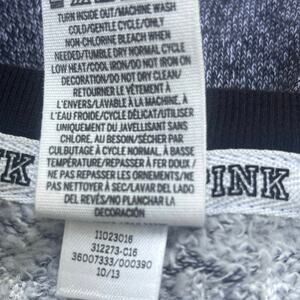 TURN INSIDE OUT/MACHINE WASH
COLD/GENTLE CYCLE/ONLY
NON-CHLORINE BLEACH WHEN
NEEDED/TUMBLE DRY NORMAL CYCLE
LOW HEAT/COOL IRON/DO NOT IRON ON
DECORATION/DO NOT DRY CLEAN/
RETOURNER LE VÊTEMENT À
L'ENVERS/LAVABLE À LA MACHINE, À
L'EAU FROIDE/CYCLE DÉLICAT/UTILISER
UNIQUEMENT DU JAVELLISANT SANS
CHLORE. AU BESOIN/SÉCHER PAR
CULBUTAGE À CYCLE NORMAL, À BASSE
TEMPÉRATURE/REPASSER À FER DOUX/
NE PAS REPASSER LES ORNEMENTS/NE
PAS NETTOYER À SEC/LAVAR DEL LADO
DEL REVÉS/NO PLANCHAR LA
DECORACIÓN
NK
PINK
11023016
312273-C16
36007333/000390
10/13